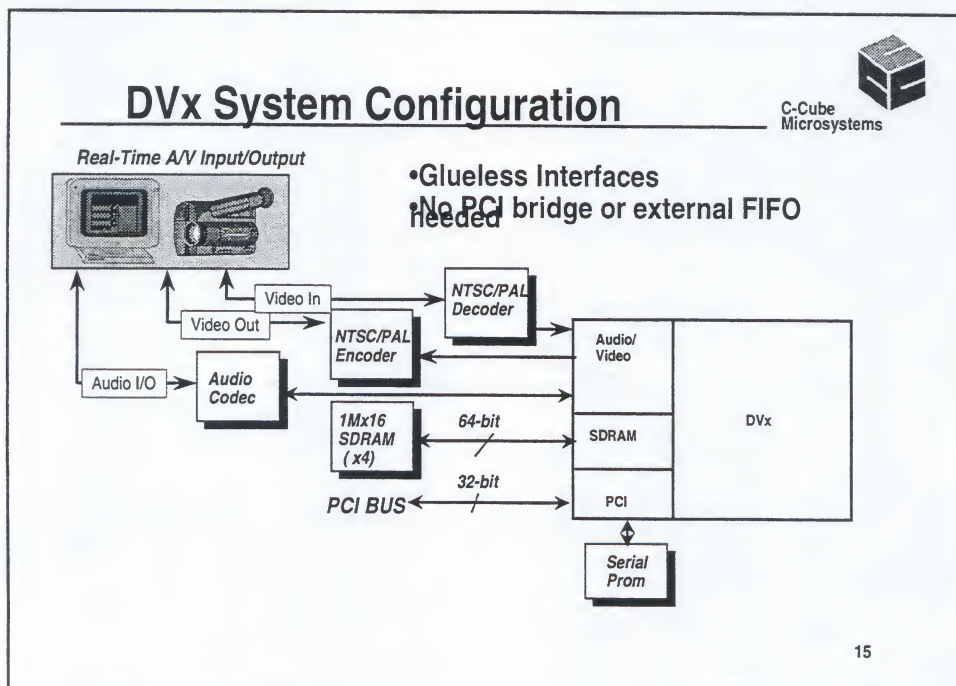 DVx System Configuration
C-Cube
Microsystems
Real-Time A/V Input/Output
•Glueless Interfaces
•No PCI bridge or external FIFO
needed
Video In
NTSC/PAL
Decoder
Video Out
NTSC/PAL
Encoder
Audio/
Video
Audio I/O
Audio
Codec
DVx
1Mx16
SDRAM
( x4)
64-bit
SDRAM
32-bit
PCI BUS
PCI
Serial
Prom
15